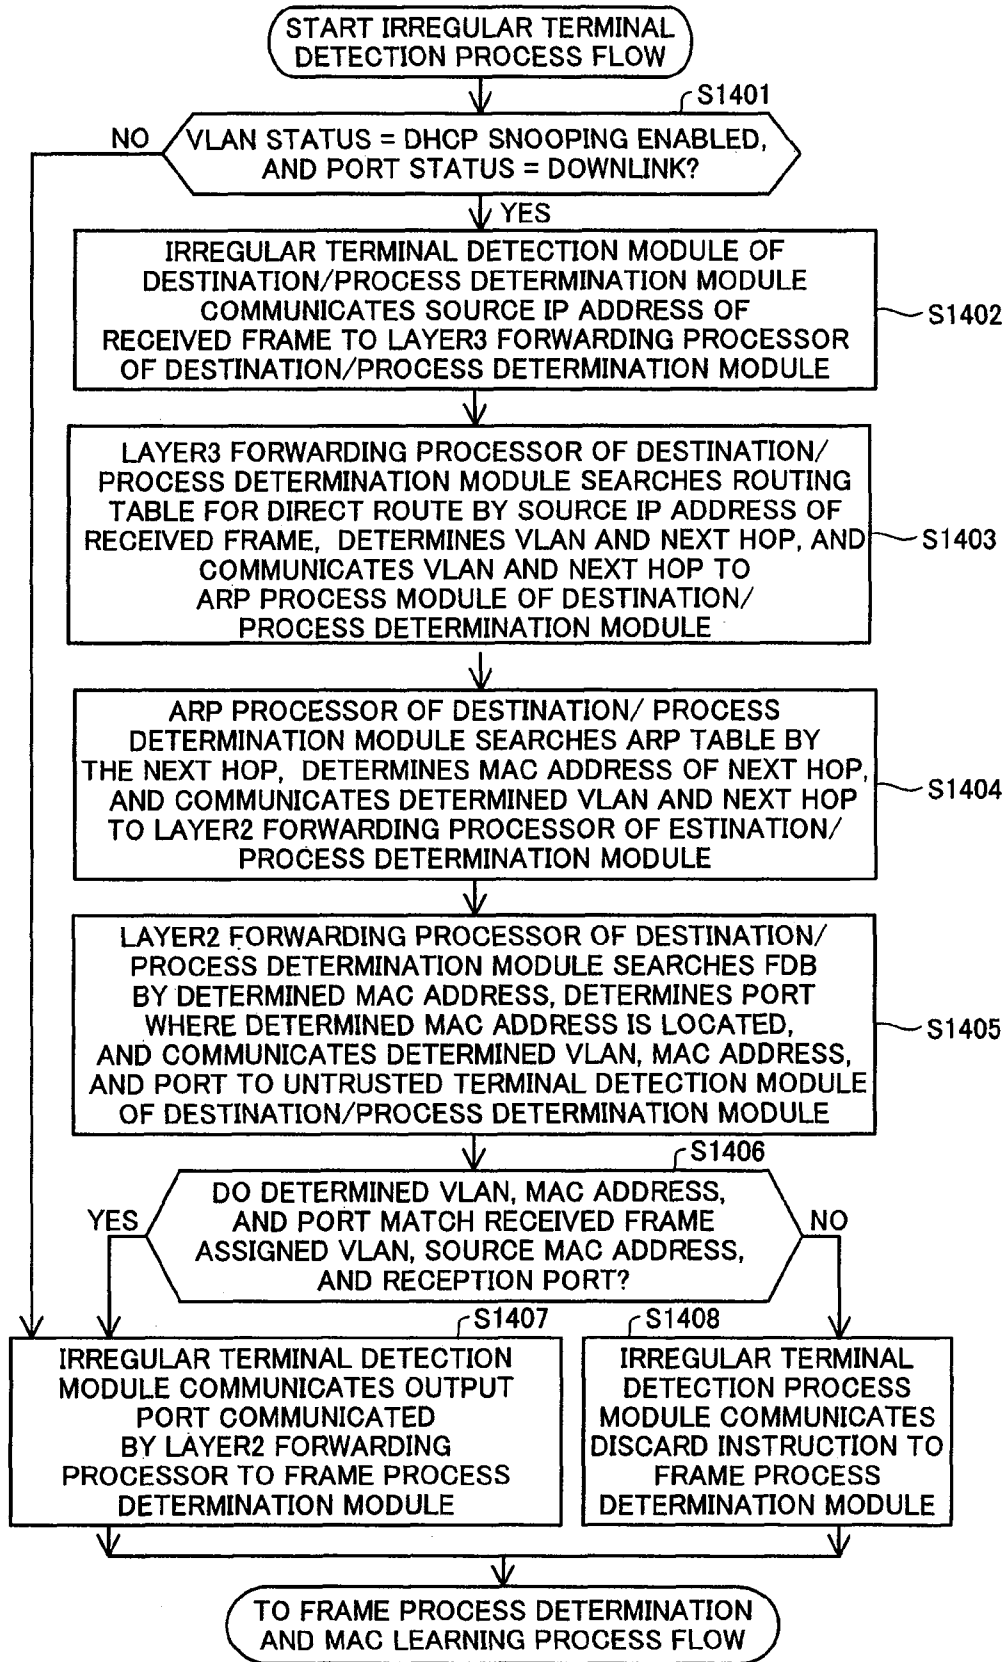 START IRREGULAR TERMINAL
DETECTION PROCESS FLOW
S1401
NO
VLAN STATUS = DHCP SNOOPING ENABLED,
AND PORT STATUS = DOWNLINK?
YES
IRREGULAR TERMINAL DETECTION MODULE OF
DESTINATION/PROCESS DETERMINATION MODULE
COMMUNICATES SOURCE IP ADDRESS OF
RECEIVED FRAME TO LAYER3 FORWARDING PROCESSOR
OF DESTINATION/PROCESS DETERMINATION MODULE
S1402
LAYER3 FORWARDING PROCESSOR OF DESTINATION/
PROCESS DETERMINATION MODULE SEARCHES ROUTING
TABLE FOR DIRECT ROUTE BY SOURCE IP ADDRESS OF
RECEIVED FRAME, DETERMINES VLAN AND NEXT HOP, AND
COMMUNICATES VLAN AND NEXT HOP TO
ARP PROCESS MODULE OF DESTINATION/
PROCESS DETERMINATION MODULE
S1403
ARP PROCESSOR OF DESTINATION/ PROCESS
DETERMINATION MODULE SEARCHES ARP TABLE BY
THE NEXT HOP, DETERMINES MAC ADDRESS OF NEXT HOP,
AND COMMUNICATES DETERMINED VLAN AND NEXT HOP
TO LAYER2 FORWARDING PROCESSOR OF ESTINATION/
PROCESS DETERMINATION MODULE
S1404
LAYER2 FORWARDING PROCESSOR OF DESTINATION/
PROCESS DETERMINATION MODULE SEARCHES FDB
BY DETERMINED MAC ADDRESS, DETERMINES PORT
WHERE DETERMINED MAC ADDRESS IS LOCATED,
AND COMMUNICATES DETERMINED VLAN, MAC ADDRESS,
AND PORT TO UNTRUSTED TERMINAL DETECTION MODULE
OF DESTINATION/PROCESS DETERMINATION MODULE
S1405
S1406
YES
DO DETERMINED VLAN, MAC ADDRESS,
AND PORT MATCH RECEIVED FRAME
ASSIGNED VLAN, SOURCE MAC ADDRESS,
AND RECEPTION PORT?
NO
S1407
IRREGULAR TERMINAL DETECTION
MODULE COMMUNICATES OUTPUT
PORT COMMUNICATED
BY LAYER2 FORWARDING
PROCESSOR TO FRAME PROCESS
DETERMINATION MODULE
S1408
IRREGULAR TERMINAL
DETECTION PROCESS
MODULE COMMUNICATES
DISCARD INSTRUCTION TO
FRAME PROCESS
DETERMINATION MODULE
TO FRAME PROCESS DETERMINATION
AND MAC LEARNING PROCESS FLOW